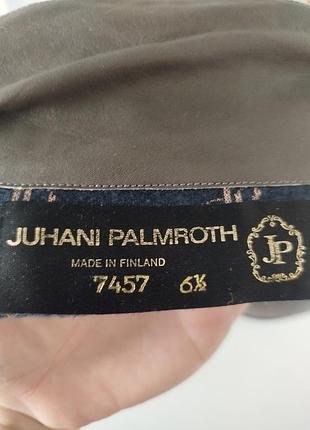 JUHANI PALMROTH
MADE IN FINLAND
7457 6½
JP